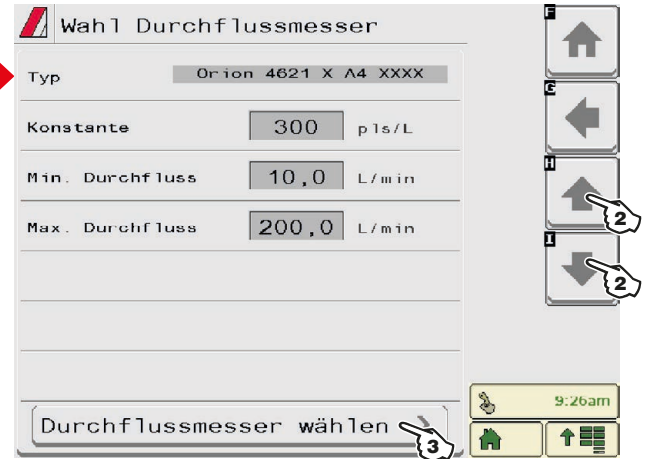 Wahl Durchflussmesser
Typ Orion 4621 X A4 XXXX
Konstante 300 pls/L
Min. Durchfluss 10,0 L/min
Max. Durchfluss 200,0 L/min
Durchflussmesser wählen
3
F
G
H
2
I
2
9:26am